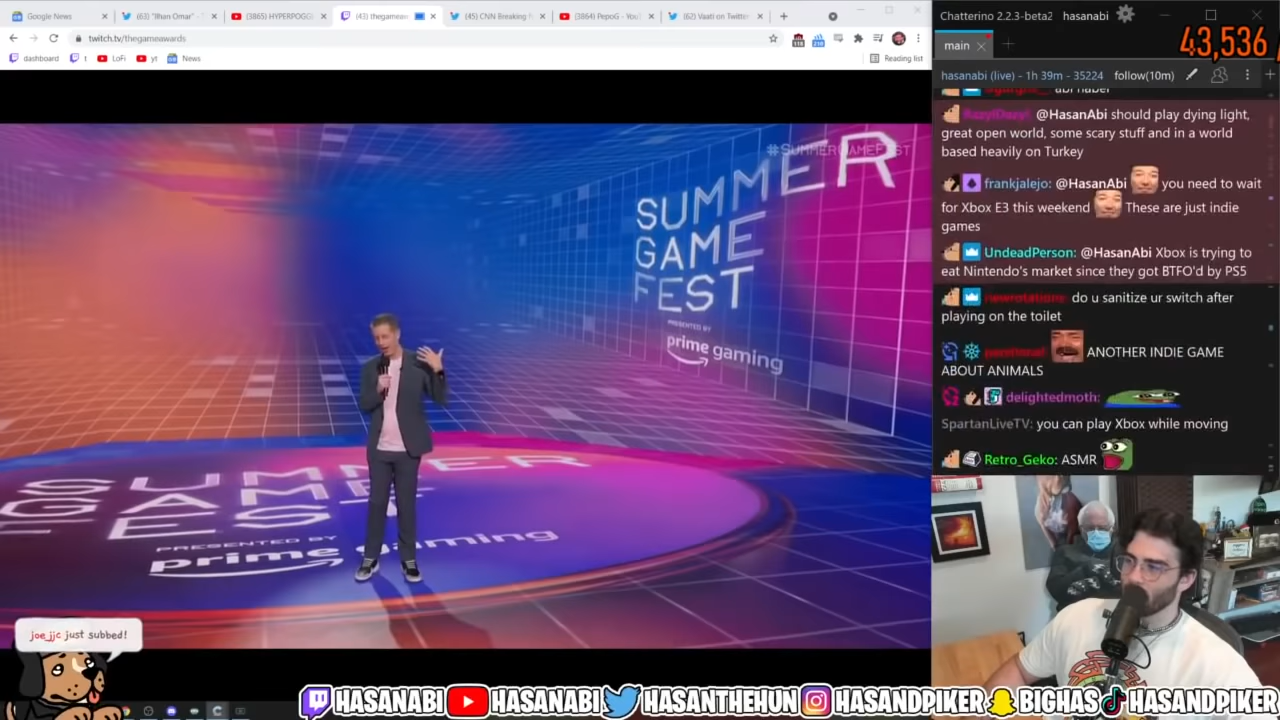 Google News
(63) "Ilhan Omar" - T
(3865) HYPERPOGG
(43) thegameaw
(45) CNN Breaking
(3864) PepoG - You
(62) Vaati on Twitter
twitch.tv/thegameawards
dashboard
t
LoFi
yt
News
Reading list
#SUMMERGAMEFEST
SUMMER
GAME
FEST
PRESENTED BY
prime gaming
SUMMER
GAME
FES
PRESENTED BY
prime gaming
joe_jjc just subbed!
Chatterino 2.2.3-beta2
hasanabi
main
43,536
hasanabi (live) - 1h 39m - 35224
follow(10m)
abi haber
@HasanAbi should play dying light,
great open world, some scary stuff and in a world
based heavily on Turkey
frankjalejo: @HasanAbi you need to wait
for Xbox E3 this weekend These are just indie
games
UndeadPerson: @HasanAbi Xbox is trying to
eat Nintendo's market since they got BTFO'd by PS5
newrotations: do u sanitize ur switch after
playing on the toilet
ANOTHER INDIE GAME
ABOUT ANIMALS
delightedmoth:
SpartanLiveTV: you can play Xbox while moving
Retro_Geko: ASMR
HASANABI HASANABI HASANTHEHUN HASANDPIKER BIGHAS HASANDPIKER